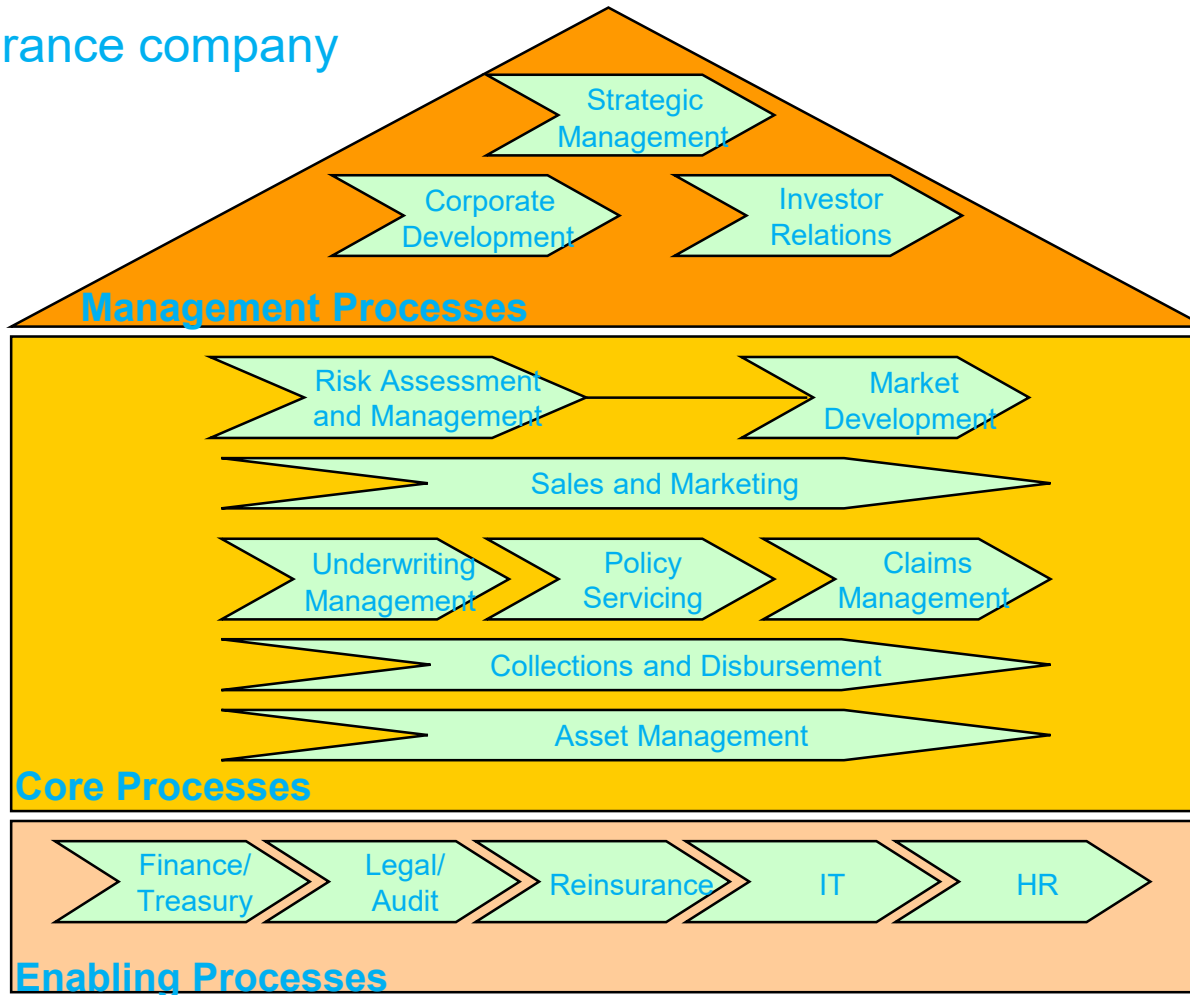 rance company
Strategic
Management
Corporate
Development
Investor
Relations
Management Processes
Risk Assessment
and Management
Market
Development
Sales and Marketing
Underwriting
Management
Policy
Servicing
Claims
Management
Collections and Disbursement
Asset Management
Core Processes
Finance/
Treasury
Legal/
Audit
Reinsurance
IT
HR
Enabling Processes